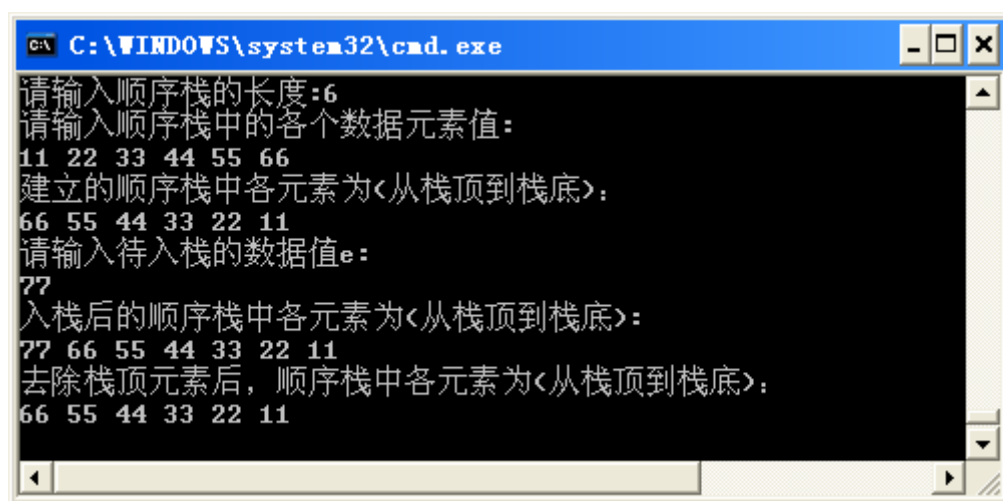 C:\WINDOWS\system32\cmd.exe
请输入顺序栈的长度:6
请输入顺序栈中的各个数据元素值:
11 22 33 44 55 66
建立的顺序栈中各元素为<从栈顶到栈底>:
66 55 44 33 22 11
请输入待入栈的数据值e:
77
入栈后的顺序栈中各元素为<从栈顶到栈底>:
77 66 55 44 33 22 11
去除栈顶元素后，顺序栈中各元素为<从栈顶到栈底>:
66 55 44 33 22 11